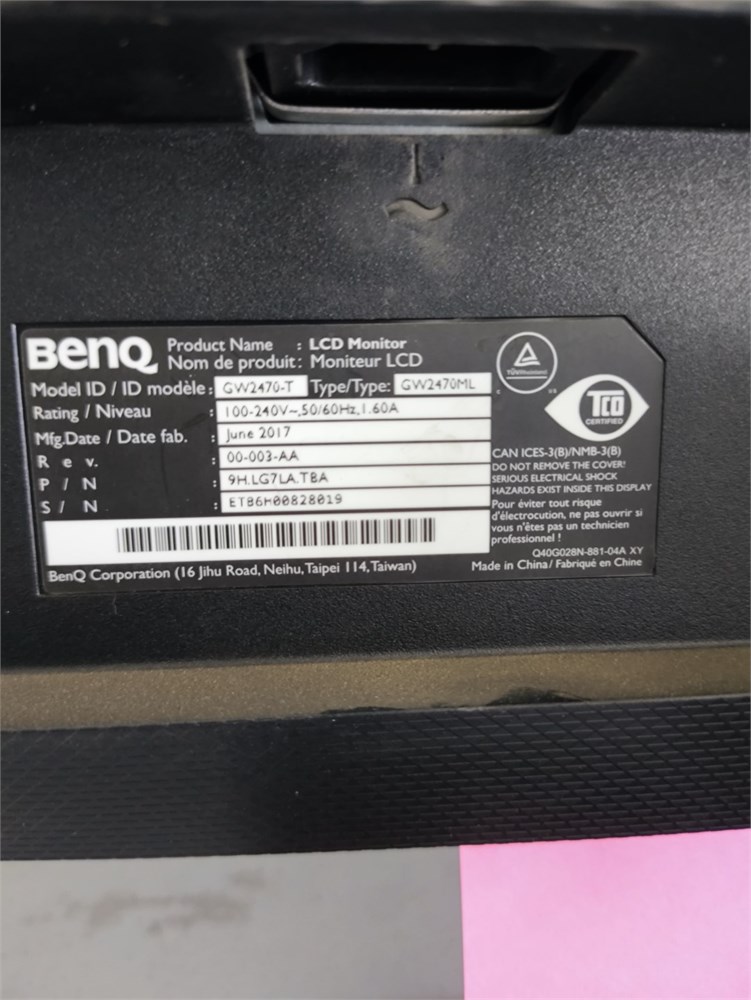 BenQ
Product Name : LCD Monitor
Nom de produit : Moniteur LCD
Model ID / ID modèle : GW2470-T Type/Type: GW2470ML
Rating / Niveau : 100-240V~,50/60Hz,1.60A
Mfg.Date / Date fab. : June 2017
R e v. : 00-003-AA
P / N : 9H.LG7LA.TBA
S / N : ETB6H00828019
BenQ Corporation (16 Jihu Road, Neihu, Taipei 114, Taiwan)
TCO
CERTIFIED
CAN ICES-3(B)/NMB-3(B)
DO NOT REMOVE THE COVER!
SERIOUS ELECTRICAL SHOCK
HAZARDS EXIST INSIDE THIS DISPLAY
Pour éviter tout risque
d'électrocution, ne pas ouvrir si
vous n'êtes pas un technicien
professionnel !
Q40G028N-881-04A XY
Made in China / Fabriqué en Chine